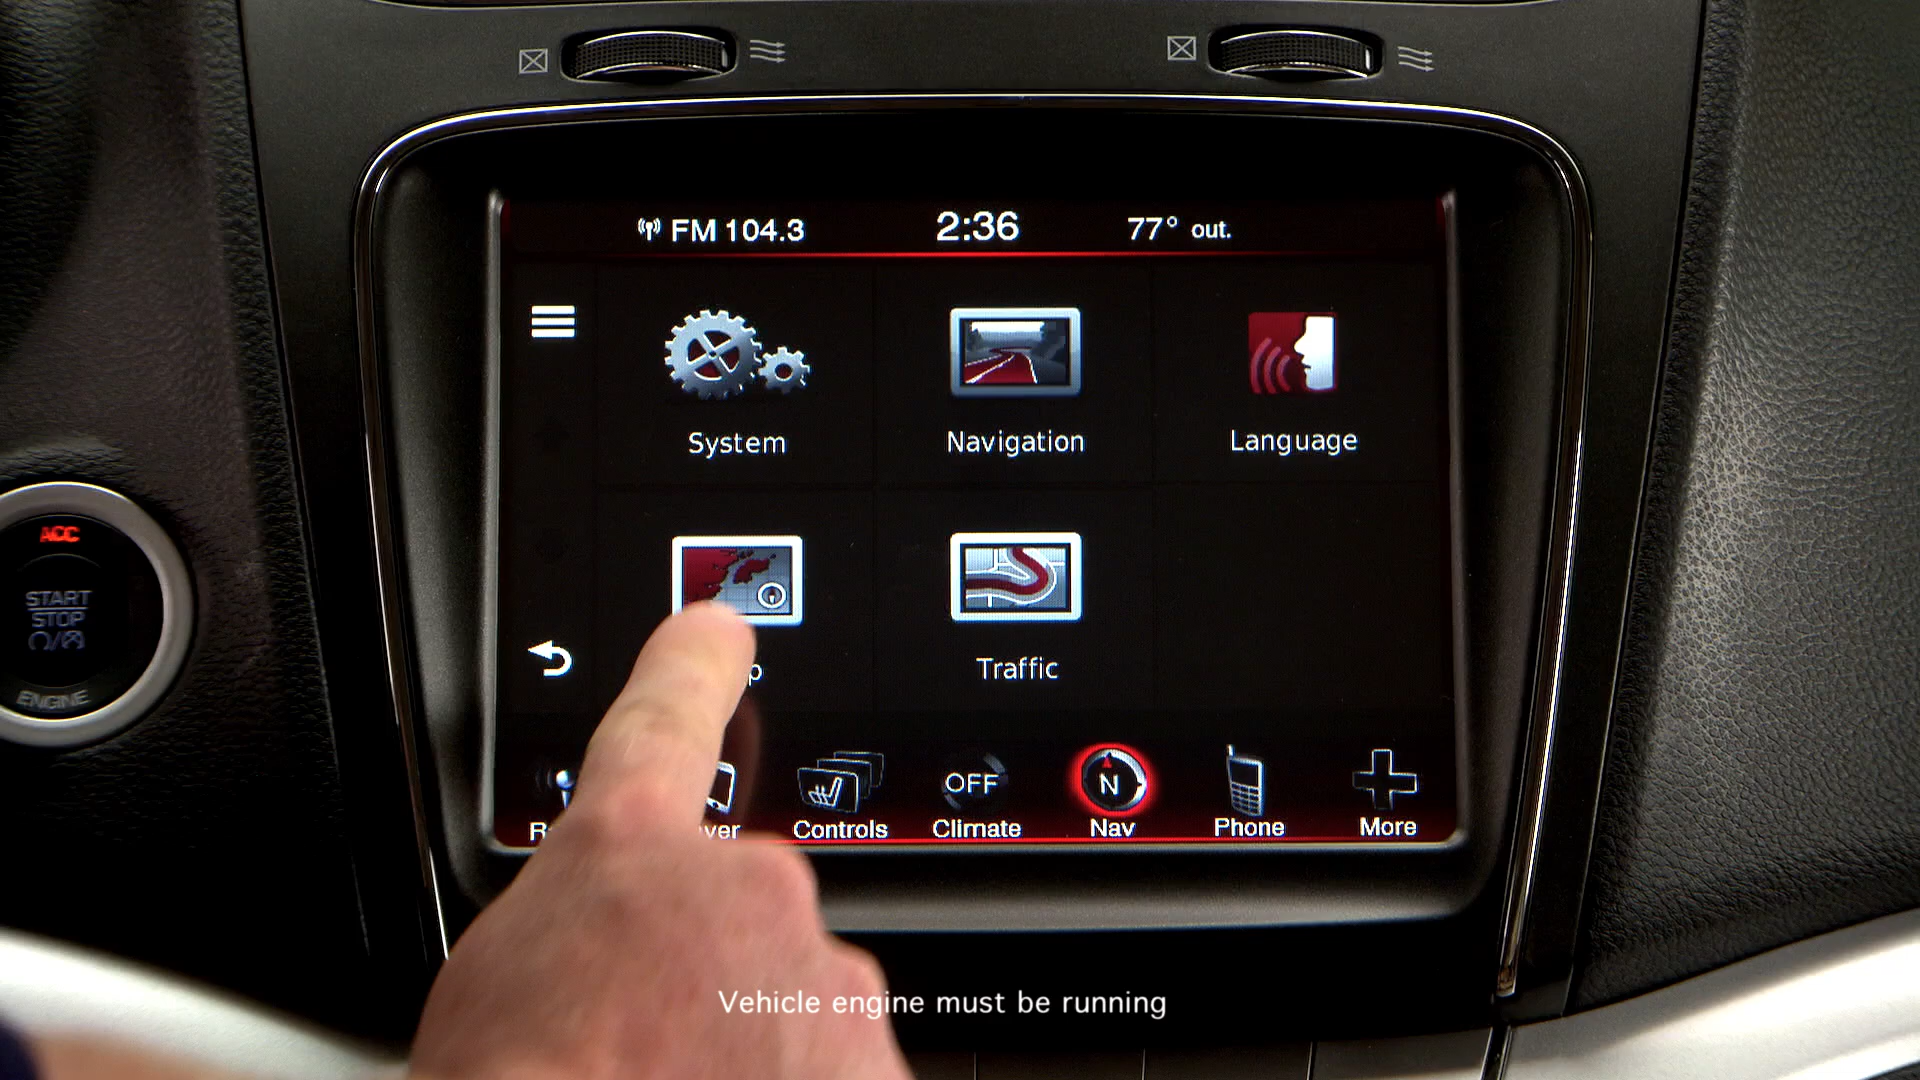 FM 104.3 2:36 77° out.
System Navigation Language
Traffic
ACC
START
STOP
ENGINE
OFF N
Controls Climate Nav Phone More
Vehicle engine must be running